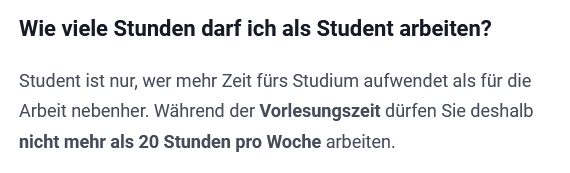 Wie viele Stunden darf ich als Student arbeiten?
Student ist nur, wer mehr Zeit fürs Studium aufwendet als für die
Arbeit nebenher. Während der Vorlesungszeit dürfen Sie deshalb
nicht mehr als 20 Stunden pro Woche arbeiten.